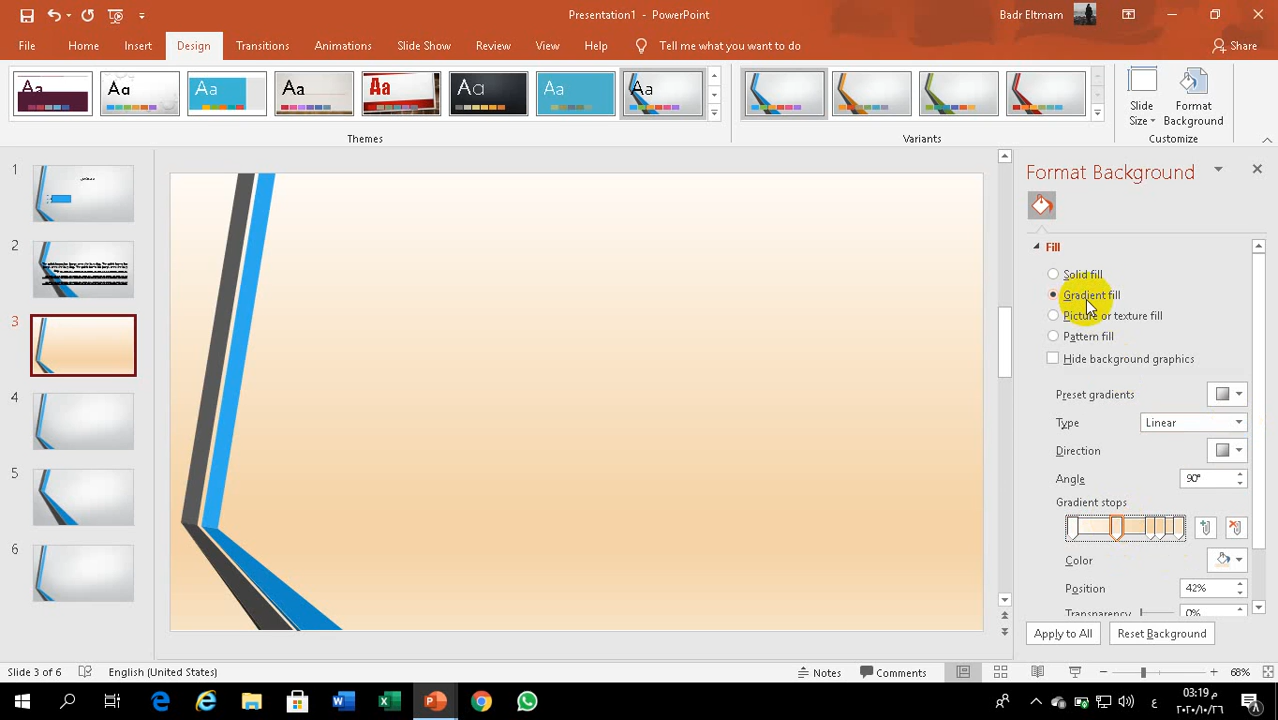 Presentation1 - PowerPoint
Badr Eltmam
File
Home
Insert
Design
Transitions
Animations
Slide Show
Review
View
Help
Tell me what you want to do
Share
Aa
Aa
Aa
Aa
Aa
Aa
Aa
Aa
Slide Size
Format Background
Themes
Variants
Customize
1
2
3
4
5
6
Format Background
Fill
Solid fill
Gradient fill
Picture or texture fill
Pattern fill
Hide background graphics
Preset gradients
Type
Linear
Direction
Angle
90°
Gradient stops
Color
Position
42%
Transparency
0%
Apply to All
Reset Background
Slide 3 of 6
English (United States)
Notes
Comments
68%
ع
03:19 م
٢٠٢٠/١٠/٢٦